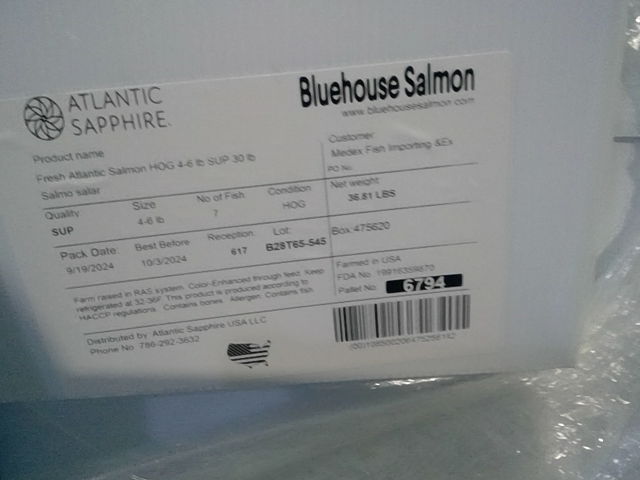 ATLANTIC
SAPPHIRE.
Bluehouse Salmon
www.bluehousesalmon.com
Product name
Fresh Atlantic Salmon HOG 4-6 lb SUP 30 lb
Salmo salar
Customer
Medex Fish Importing &Ex
PO No.
Quality Size No of Fish Condition
SUP 4-6 lb 7 HOG
Net weight
36.81 LBS
Pack Date: Best Before Reception Lot:
9/19/2024 10/3/2024 617 B28T65-S45
Box 475620
Farm raised in RAS system. Color-Enhanced through feed. Keep
refrigerated at 32-36F. This product is produced according to
HACCP regulations. Contains bones. Allergen: Contains fish
Farmed in USA
FDA No.
Pallet No 6794
Distributed by: Atlantic Sapphire USA LLC
Phone No. 786-292-3632